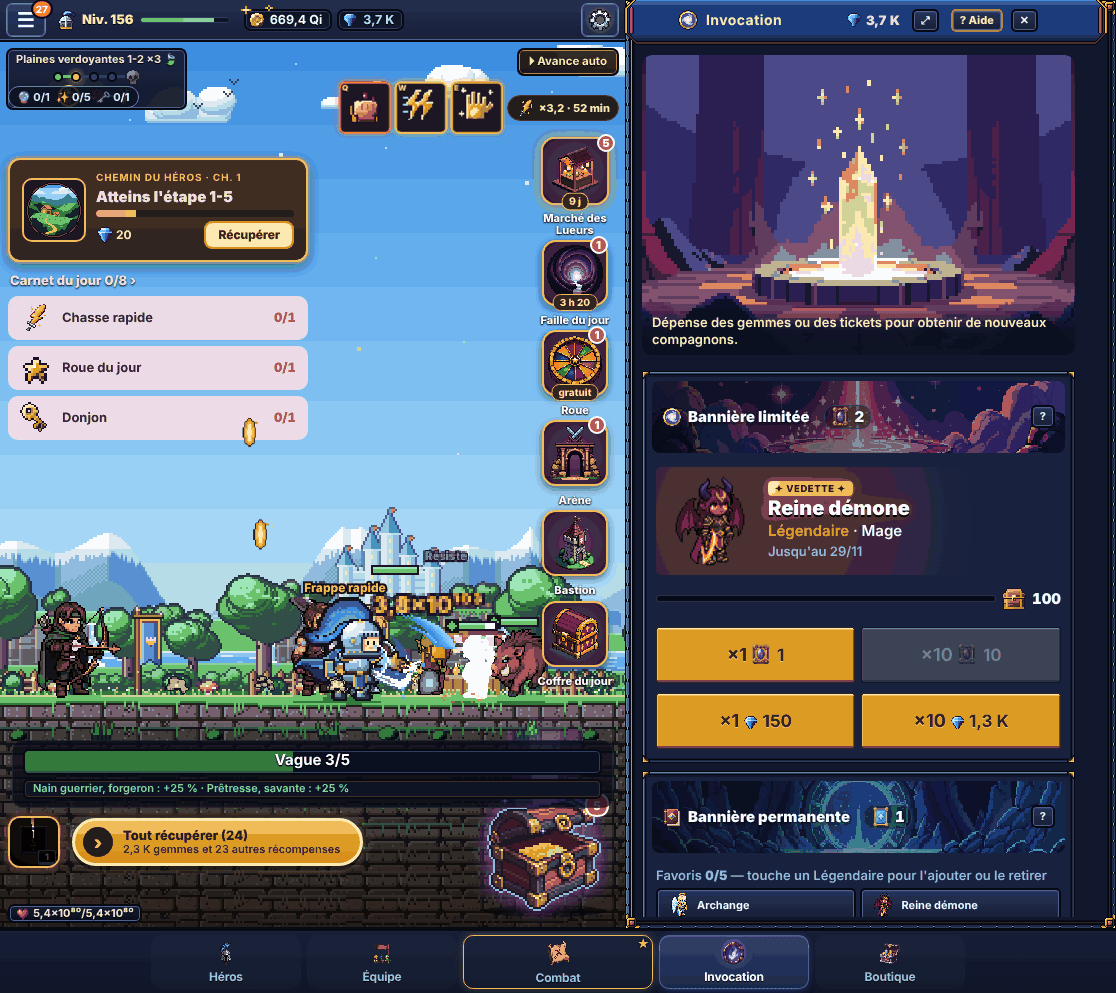 27
Niv. 156
669,4 Qi
3,7 K
Plaines verdoyantes 1-2 ×3
0/1
0/5
0/1
Avance auto
Q
W
E
×3,2 · 52 min
CHEMIN DU HÉROS · CH. 1
Atteins l'étape 1-5
20
Récupérer
Carnet du jour 0/8 ›
Chasse rapide
0/1
Roue du jour
0/1
Donjon
0/1
5
9 j
Marché des
Lueurs
1
3 h 20
Faille du jour
1
gratuit
Roue
1
Arène
Bastion
Coffre du jour
Résiste
Frappe rapide
Vague 3/5
Nain guerrier, forgeron : +25 % · Prêtresse, savante : +25 %
1
Tout récupérer (24)
2,3 K gemmes et 23 autres récompenses
5,4×10⁸⁰/5,4×10⁸⁰
Invocation
3,7 K
? Aide
×
Dépense des gemmes ou des tickets pour obtenir de nouveaux
compagnons.
Bannière limitée
2
?
✦ VEDETTE ✦
Reine démone
Légendaire · Mage
Jusqu'au 29/11
100
×1 1
×10 10
×1 150
×10 1,3 K
Bannière permanente
1
?
Favoris 0/5 — touche un Légendaire pour l'ajouter ou le retirer
Archange
Reine démone
Héros
Équipe
Combat
Invocation
Boutique